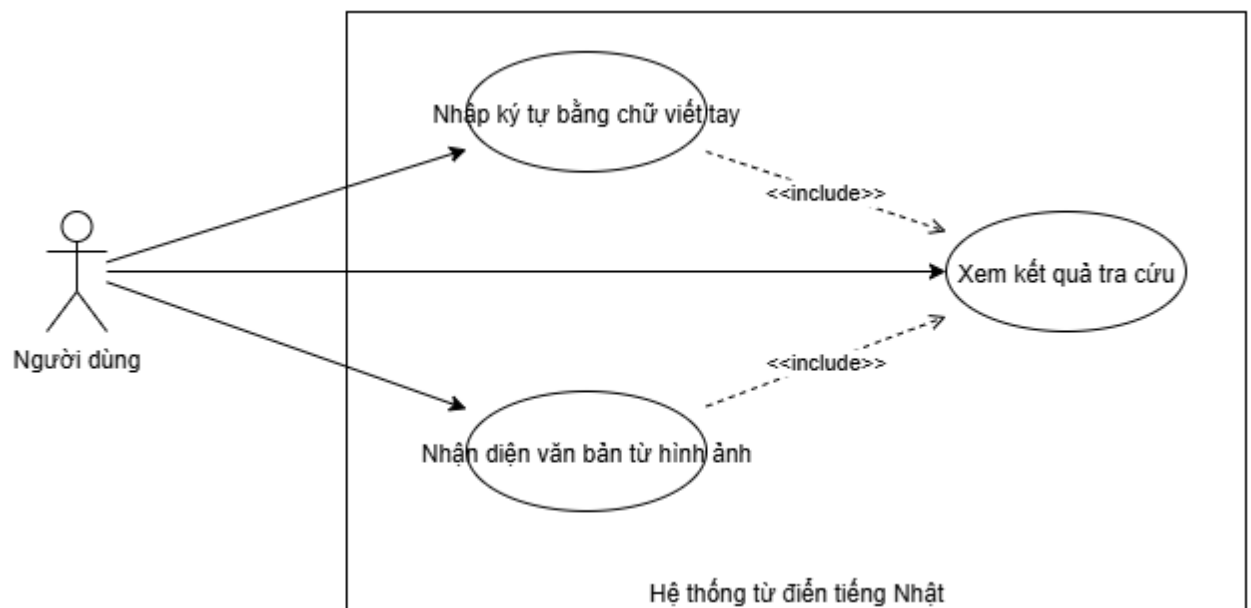 Nhập ký tự bằng chữ viết tay
<<include>>
Xem kết quả tra cứu
Người dùng
<<include>>
Nhận diện văn bản từ hình ảnh
Hệ thống từ điển tiếng Nhật